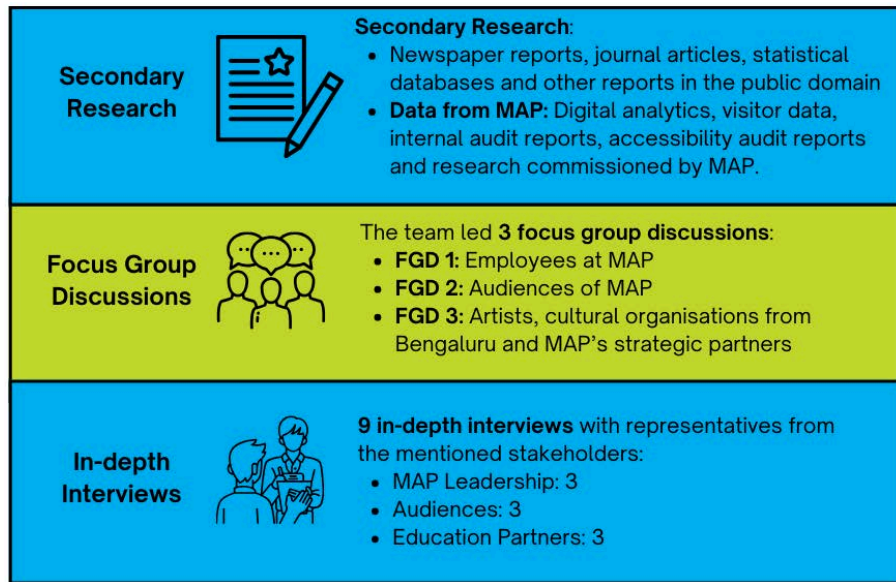 Secondary
Research
Secondary Research:
• Newspaper reports, journal articles, statistical
databases and other reports in the public domain
• Data from MAP: Digital analytics, visitor data,
internal audit reports, accessibility audit reports
and research commissioned by MAP.
Focus Group
Discussions
The team led 3 focus group discussions:
• FGD 1: Employees at MAP
• FGD 2: Audiences of MAP
• FGD 3: Artists, cultural organisations from
Bengaluru and MAP's strategic partners
In-depth
Interviews
9 in-depth interviews with representatives from
the mentioned stakeholders:
• MAP Leadership: 3
• Audiences: 3
• Education Partners: 3